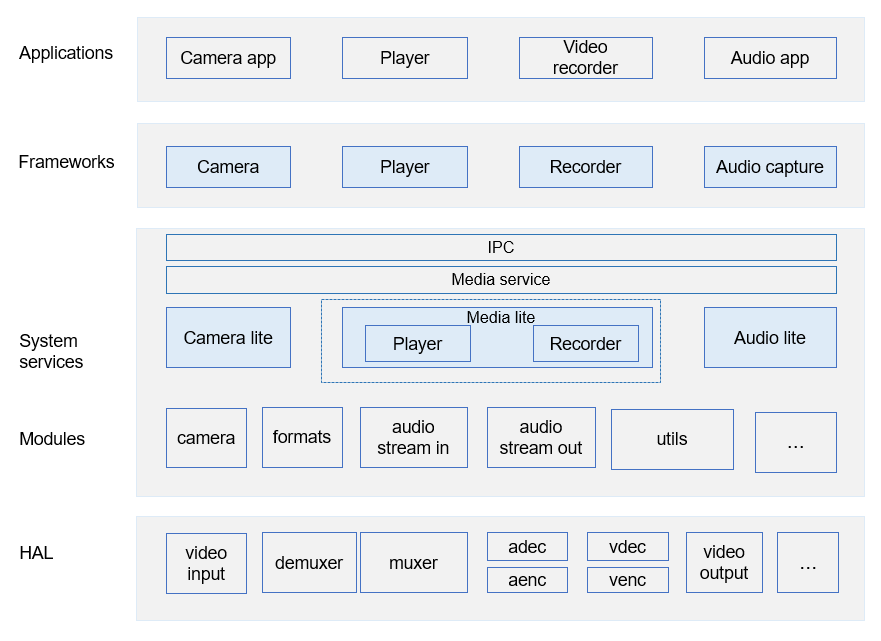 Applications
Camera app
Player
Video
recorder
Audio app
Frameworks
Camera
Player
Recorder
Audio capture
IPC
Media service
System
services
Camera lite
Media lite
Player
Recorder
Audio lite
Modules
camera
formats
audio
stream in
audio
stream out
utils
...
HAL
video
input
demuxer
muxer
adec
aenc
vdec
venc
video
output
...